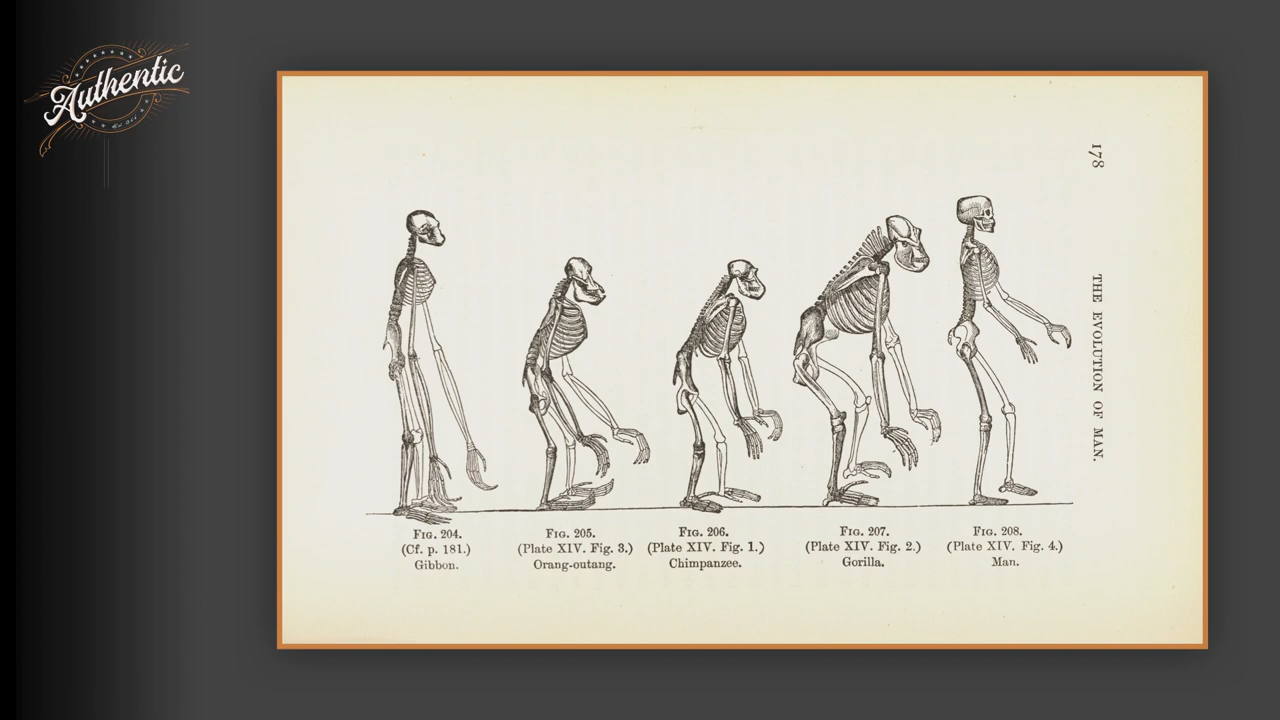 Authentic
178
THE EVOLUTION OF MAN.
FIG. 204.
(Cf. p. 181.)
Gibbon.
FIG. 205.
(Plate XIV. Fig. 3.)
Orang-outang.
FIG. 206.
(Plate XIV. Fig. 1.)
Chimpanzee.
FIG. 207.
(Plate XIV. Fig. 2.)
Gorilla.
FIG. 208.
(Plate XIV. Fig. 4.)
Man.